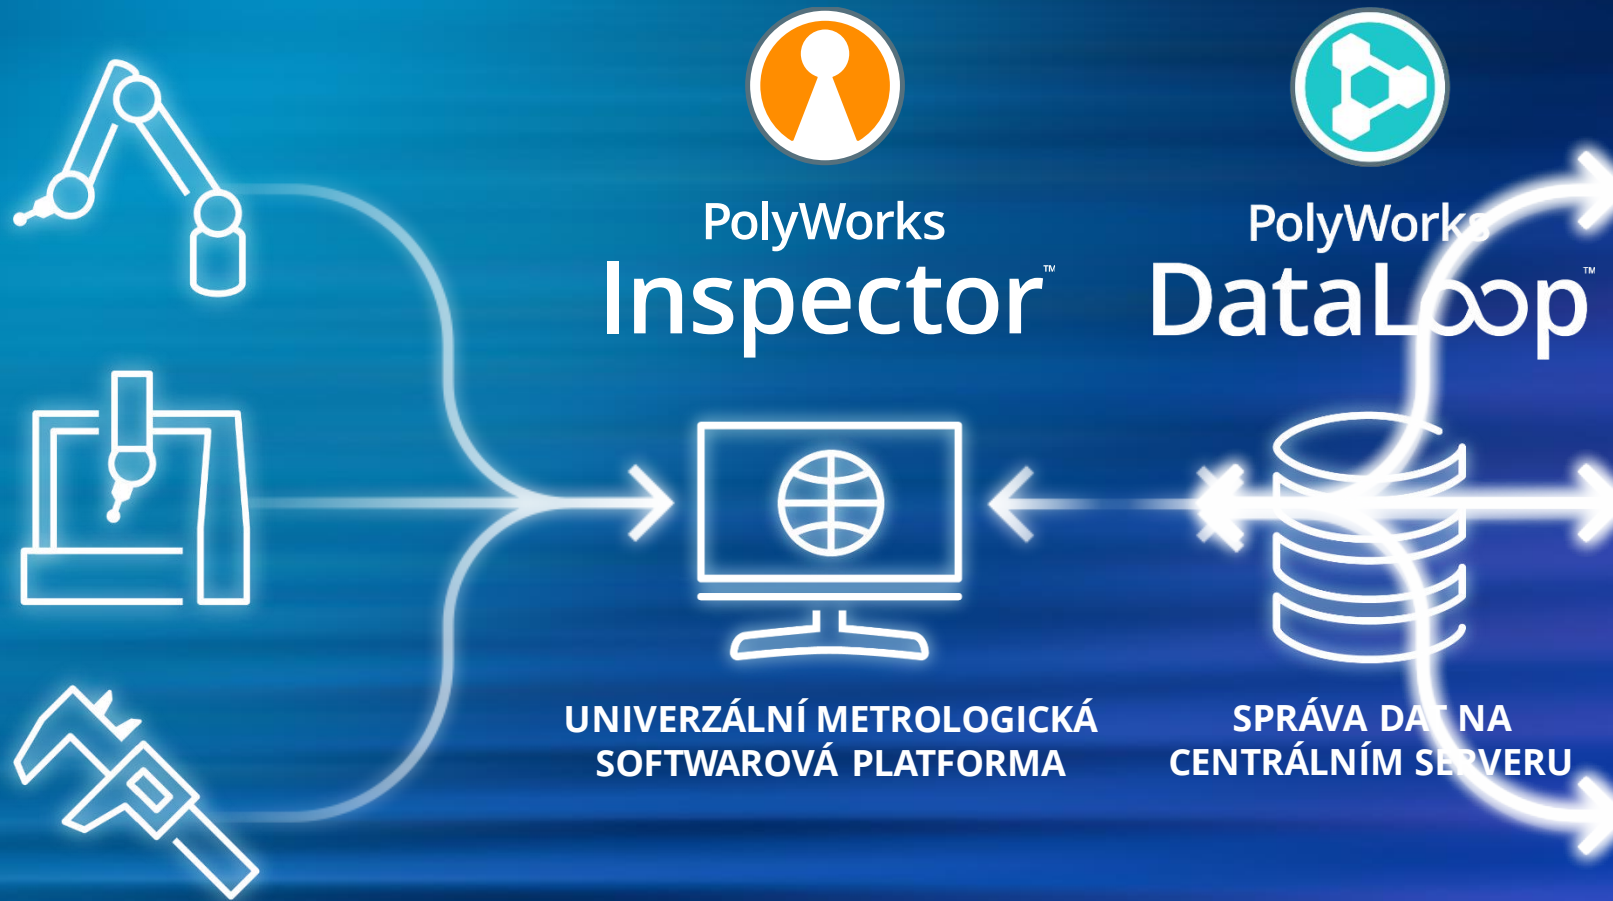 PolyWorks
Inspector™
UNIVERZÁLNÍ METROLOGICKÁ
SOFTWAROVÁ PLATFORMA
PolyWorks
DataLoop™
SPRÁVA DAT NA
CENTRÁLNÍM SERVERU